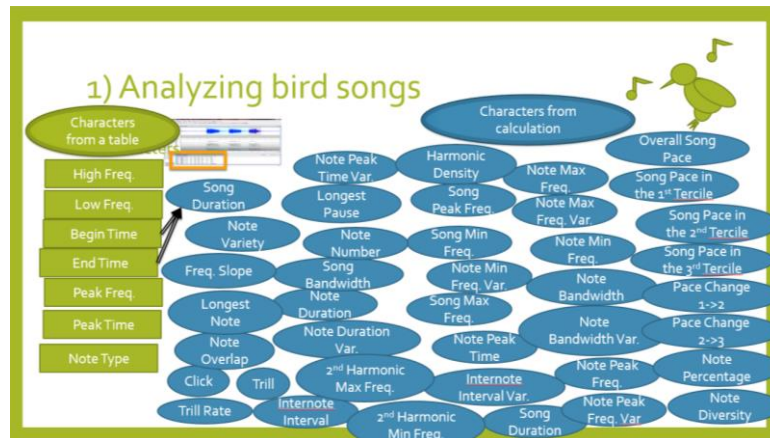 1) Analyzing bird songs
Characters
from a table
Characters from
calculation
High Freq.
Low Freq.
Begin Time
End Time
Peak Freq.
Peak Time
Note Type
Song
Duration
Note
Variety
Freq. Slope
Longest
Note
Note
Overlap
Click
Trill
Trill Rate
Note Peak
Time Var.
Longest
Pause
Note
Number
Song
Bandwidth
Note
Duration
Note Duration
Var.
2nd Harmonic
Max Freq.
Internote
Interval
2nd Harmonic
Min Freq.
Harmonic
Density
Song
Peak Freq.
Song Min
Freq.
Note Min
Freq. Var.
Song Max
Freq.
Note Peak
Time
Internote
Interval Var.
Song
Duration
Note Max
Freq.
Note Max
Freq. Var.
Note Min
Freq.
Note
Bandwidth
Note
Bandwidth Var.
Note Peak
Freq.
Note Peak
Freq. Var
Overall Song
Pace
Song Pace in
the 1st Tercile
Song Pace in
the 2nd Tercile
Song Pace in
the 3rd Tercile
Pace Change
1->2
Pace Change
2->3
Note
Percentage
Note
Diversity